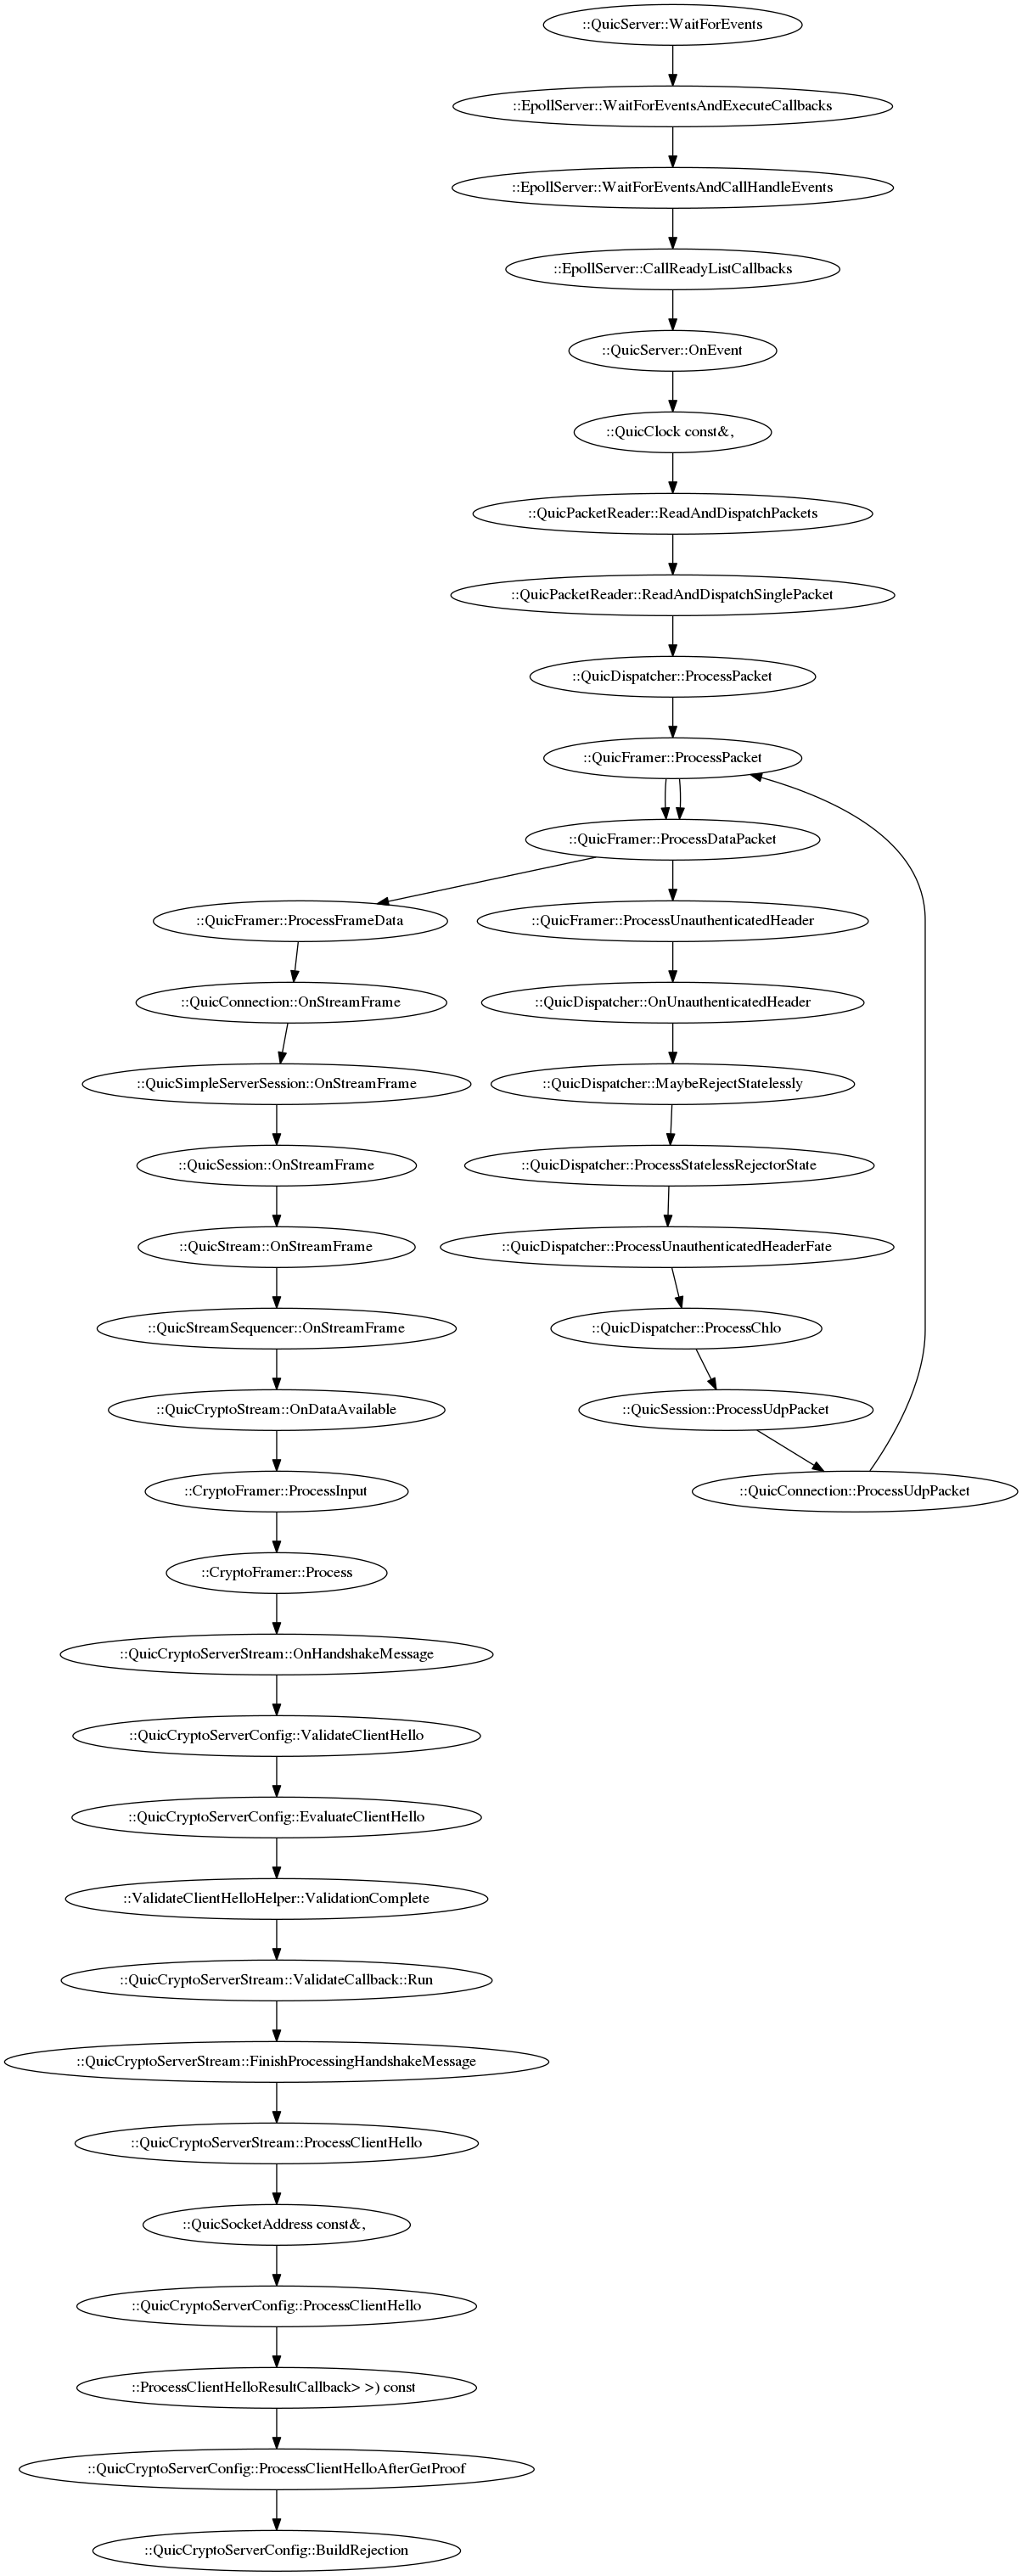 ::QuicServer::WaitForEvents
::EpollServer::WaitForEventsAndExecuteCallbacks
::EpollServer::WaitForEventsAndCallHandleEvents
::EpollServer::CallReadyListCallbacks
::QuicServer::OnEvent
::QuicClock const&,
::QuicPacketReader::ReadAndDispatchPackets
::QuicPacketReader::ReadAndDispatchSinglePacket
::QuicDispatcher::ProcessPacket
::QuicFramer::ProcessPacket
::QuicFramer::ProcessDataPacket
::QuicFramer::ProcessFrameData
::QuicFramer::ProcessUnauthenticatedHeader
::QuicConnection::OnStreamFrame
::QuicDispatcher::OnUnauthenticatedHeader
::QuicSimpleServerSession::OnStreamFrame
::QuicDispatcher::MaybeRejectStatelessly
::QuicSession::OnStreamFrame
::QuicDispatcher::ProcessStatelessRejectorState
::QuicStream::OnStreamFrame
::QuicDispatcher::ProcessUnauthenticatedHeaderFate
::QuicStreamSequencer::OnStreamFrame
::QuicDispatcher::ProcessChlo
::QuicCryptoStream::OnDataAvailable
::QuicSession::ProcessUdpPacket
::CryptoFramer::ProcessInput
::QuicConnection::ProcessUdpPacket
::CryptoFramer::Process
::QuicCryptoServerStream::OnHandshakeMessage
::QuicCryptoServerConfig::ValidateClientHello
::QuicCryptoServerConfig::EvaluateClientHello
::ValidateClientHelloHelper::ValidationComplete
::QuicCryptoServerStream::ValidateCallback::Run
::QuicCryptoServerStream::FinishProcessingHandshakeMessage
::QuicCryptoServerStream::ProcessClientHello
::QuicSocketAddress const&,
::QuicCryptoServerConfig::ProcessClientHello
::ProcessClientHelloResultCallback> >) const
::QuicCryptoServerConfig::ProcessClientHelloAfterGetProof
::QuicCryptoServerConfig::BuildRejection